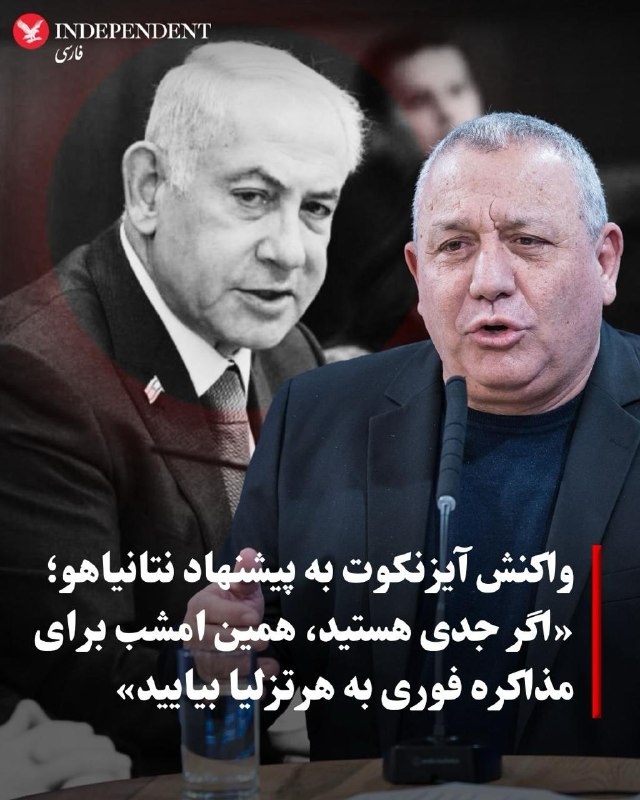 INDEPENDENT
فارسی
واکنش آیزنکوت به پیشنهاد نتانیاهو؛
«اگر جدی هستید، همین امشب برای
مذاکره فوری به هرتزلیا بیایید»